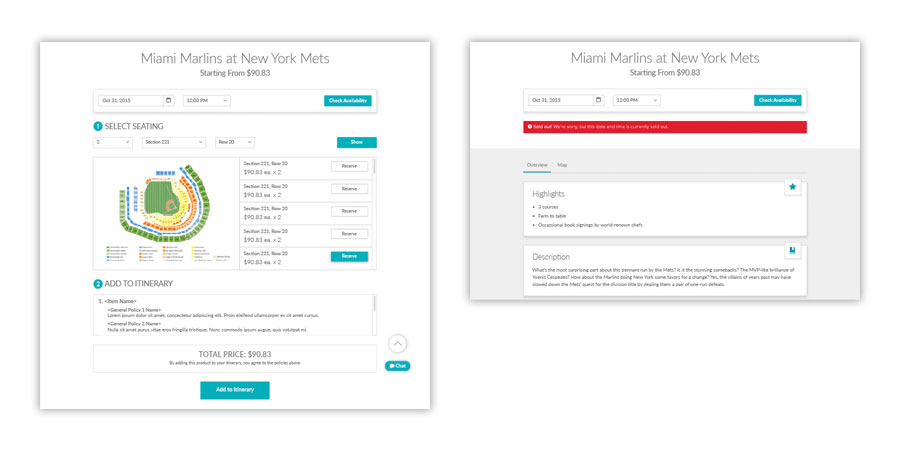 Miami Marlins at New York Mets
Starting From $90.83
Oct 31, 2015
12:00 PM
Check Availability
1 SELECT SEATING
2
Section 221
Row 20
Show
Section 221, Row 20
$90.83 ea. x 2
Reserve
Section 221, Row 20
$90.83 ea. x 2
Reserve
Section 221, Row 20
$90.83 ea. x 2
Reserve
Section 221, Row 20
$90.83 ea. x 2
Reserve
Section 221, Row 20
$90.83 ea. x 2
Reserve
2 ADD TO ITINERARY
1. <Item Name>
<General Policy 1 Name>
Lorem ipsum dolor sit amet, consectetur adipiscing elit. Proin eleifend ullamcorper ex sit amet cursus.
<General Policy 2 Name>
Nulla sit amet purus vitae eros fringilla tristique. Nunc commodo ipsum augue, quis volutpat mi.
TOTAL PRICE: $90.83
By adding this product to your itinerary, you agree to the policies above.
Chat
Add to Itinerary
Miami Marlins at New York Mets
Starting From $90.83
Oct 31, 2015
12:00 PM
Check Availability
Sold out! We're sorry, but this date and time is currently sold out.
Overview
Map
Highlights
3 courses
Farm to table
Occasional book signings by world-renown chefs
Description
What's the most surprising part about this pennant run by the Mets? Is it the stunning comebacks? The MVP-like brilliance of
Yoenis Cespedes? How about the Marlins doing New York some favors for a change? Yes, the villains of years past may have
slowed down the Mets' quest for the division title by dealing them a pair of one-run defeats.